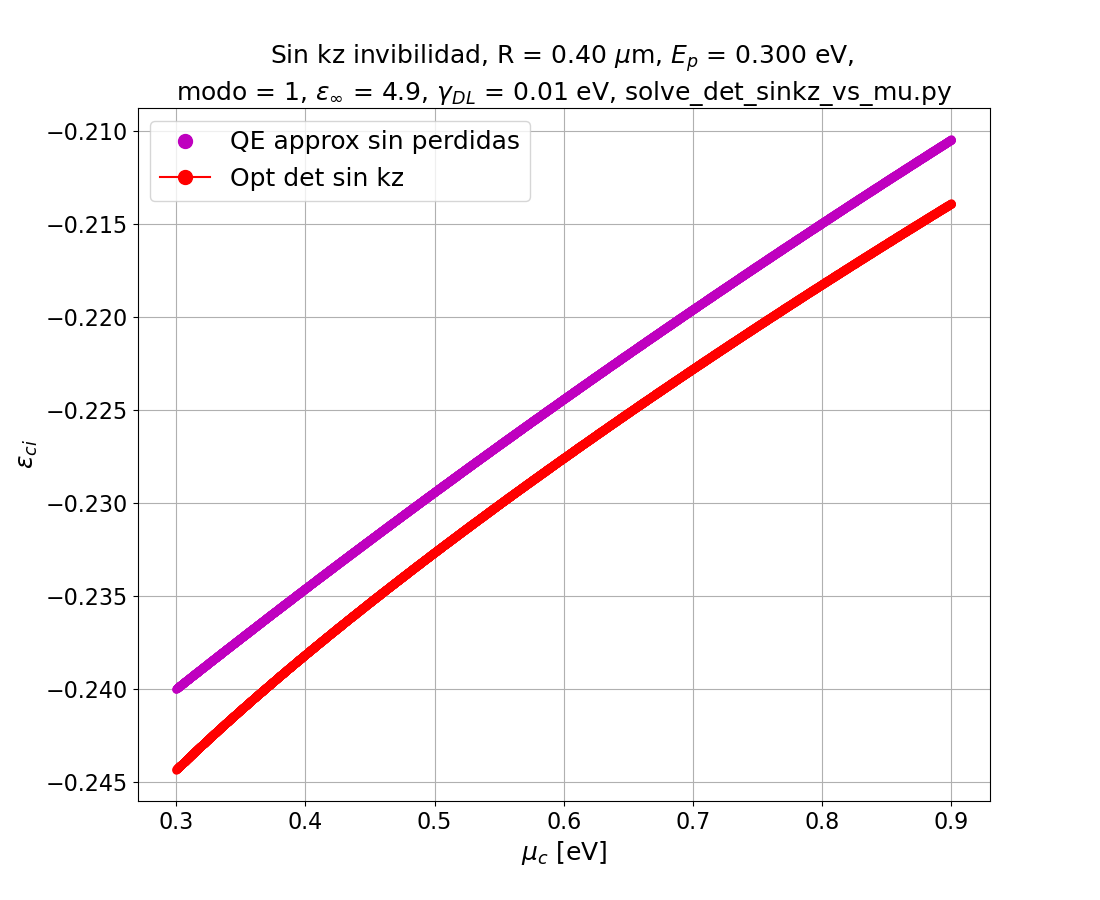 Sin kz invibilidad, R = 0.40 μm, E_p = 0.300 eV,
modo = 1, ε_∞ = 4.9, γ_DL = 0.01 eV, solve_det_sinkz_vs_mu.py
QE approx sin perdidas
Opt det sin kz
−0.210
−0.215
−0.220
−0.225
−0.230
−0.235
−0.240
−0.245
ε_ci
0.3 0.4 0.5 0.6 0.7 0.8 0.9
μ_c [eV]